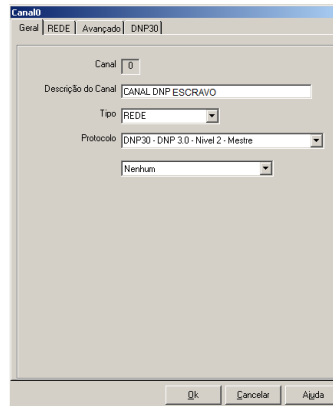 Canal0
Geral REDE Avançado DNP30
Canal 0
Descrição do Canal CANAL DNP ESCRAVO
Tipo REDE
Protocolo DNP30 - DNP 3.0 - Nivel 2 - Mestre
Nenhum
Ok Cancelar Ajuda